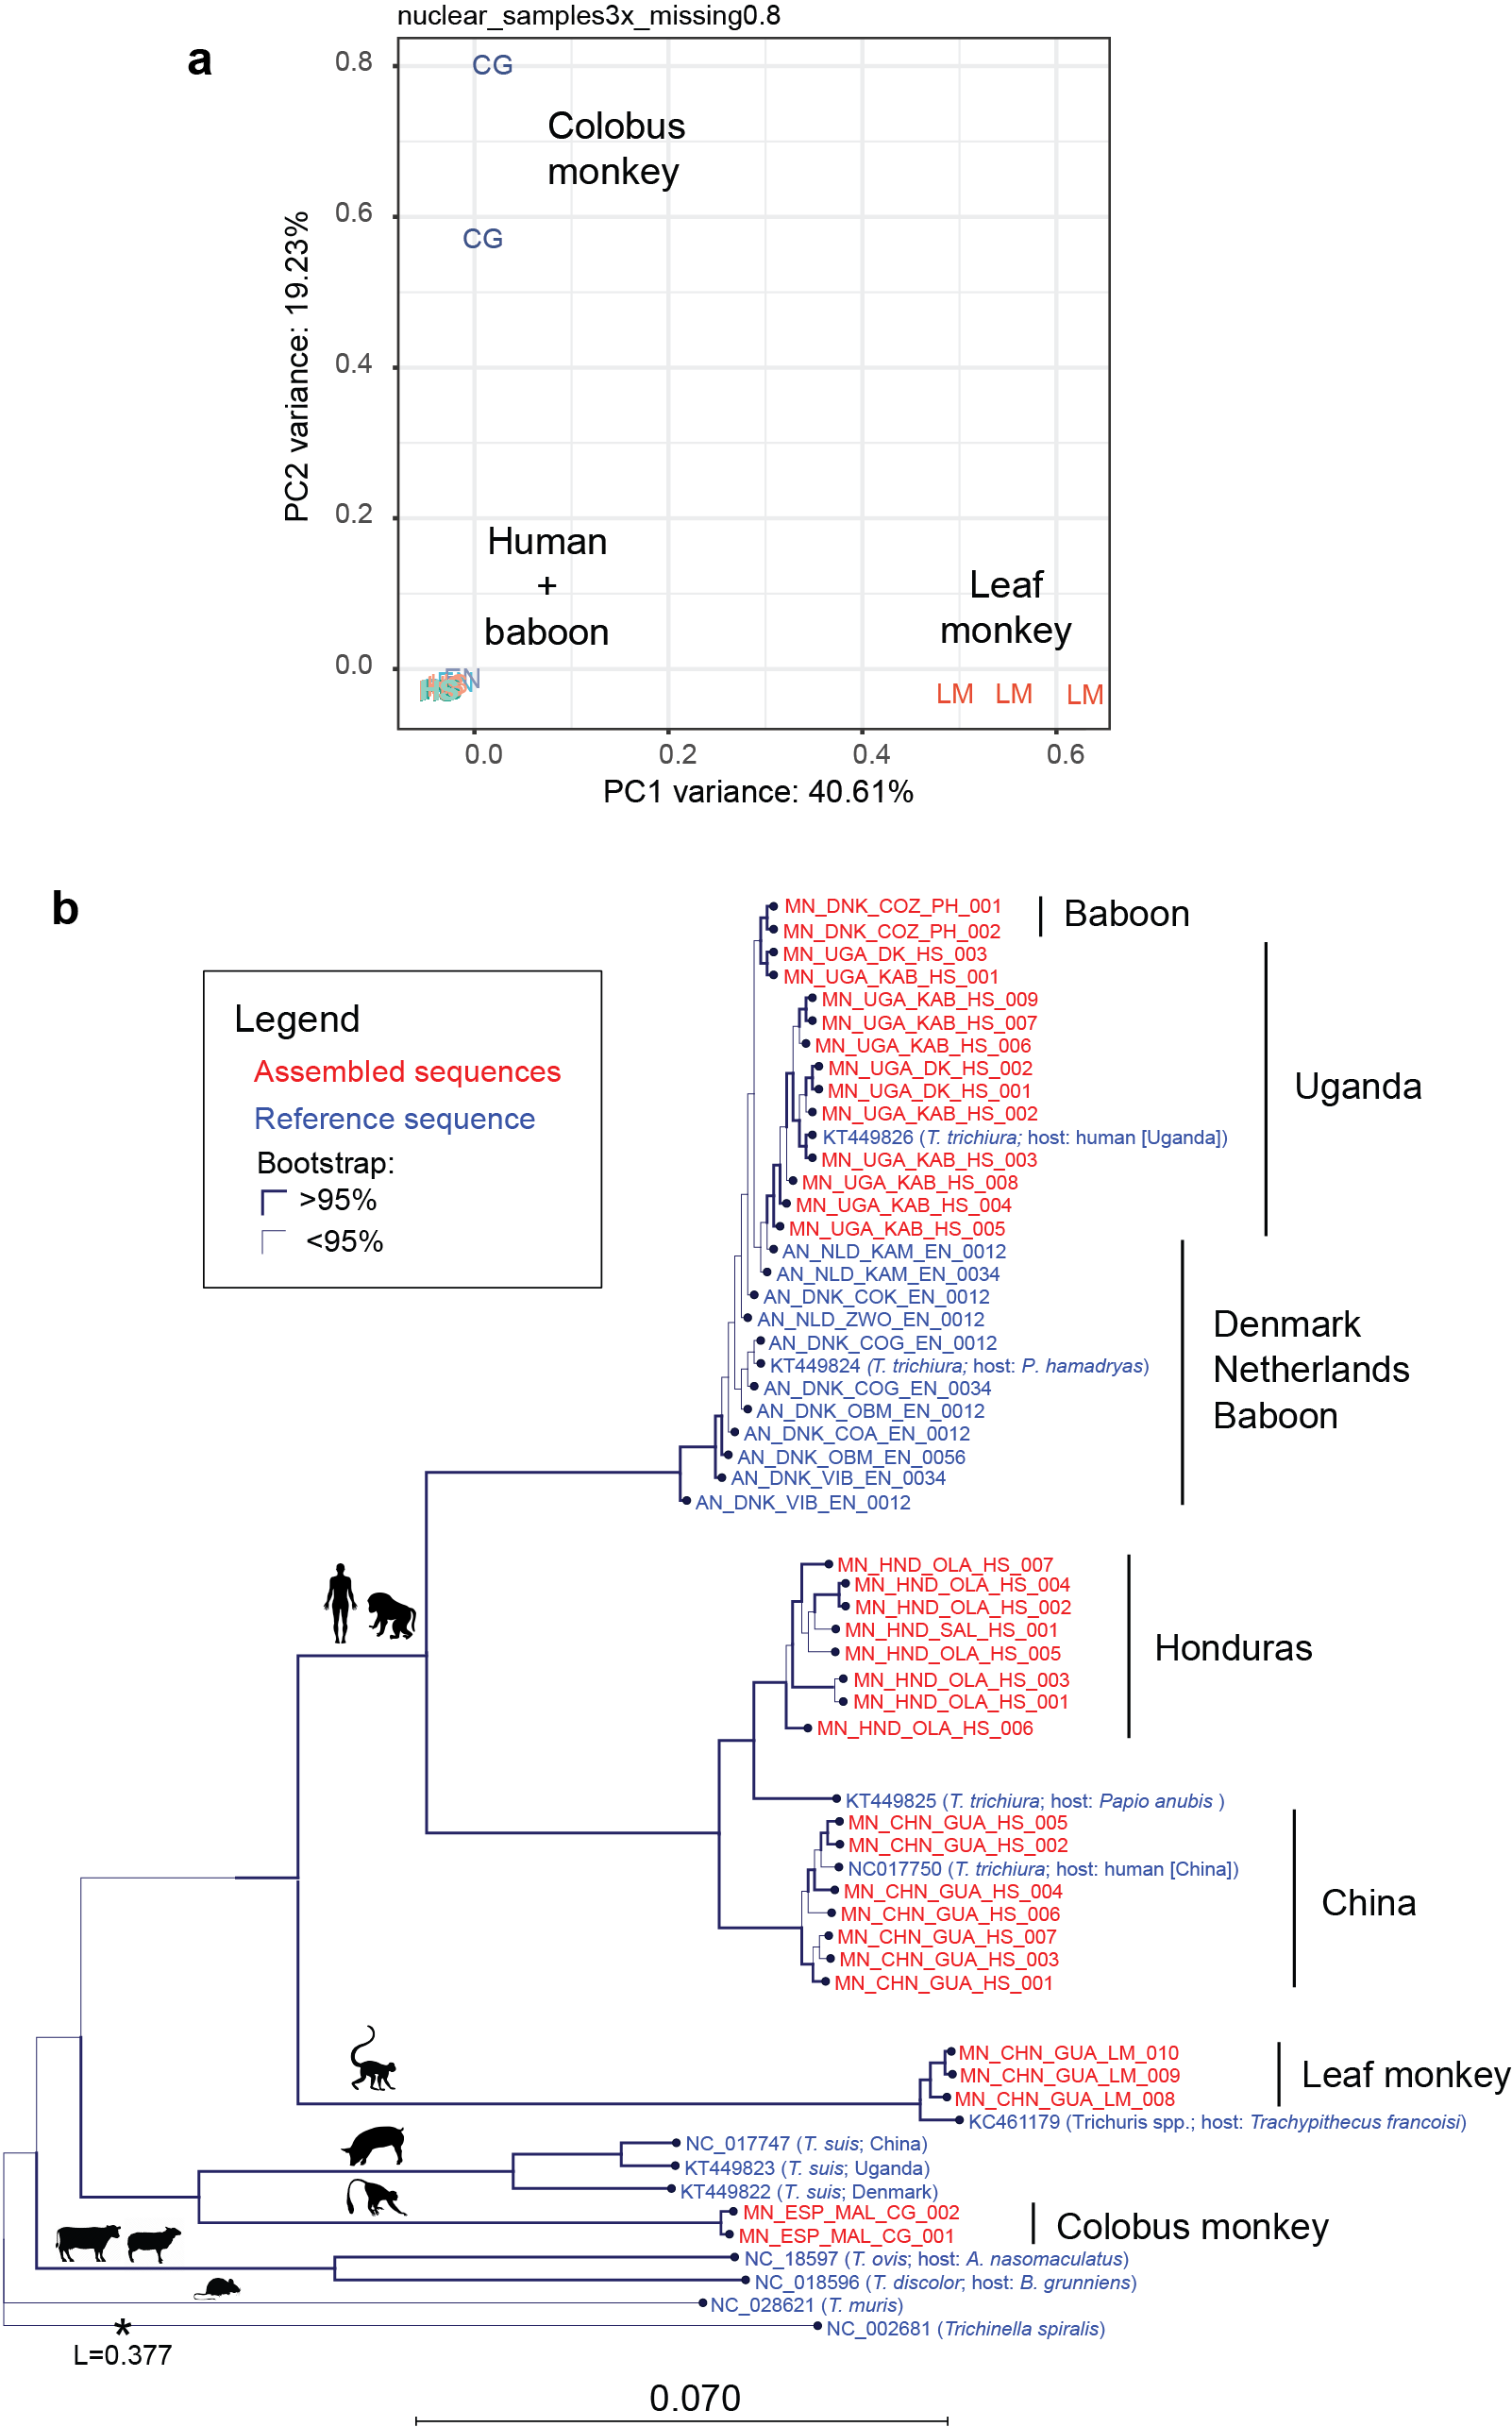 nuclear_samples3x_missing0.8
a
0.8
CG
Colobus
monkey
0.6
CG
PC2 variance: 19.23%
0.4
0.2
Human
+
baboon
Leaf
monkey
0.0
EN
HS
LM LM LM
0.0 0.2 0.4 0.6
PC1 variance: 40.61%
b
Legend
Assembled sequences
Reference sequence
Bootstrap:
>95%
<95%
MN_DNK_COZ_PH_001
MN_DNK_COZ_PH_002
Baboon
MN_UGA_DK_HS_003
MN_UGA_KAB_HS_001
MN_UGA_KAB_HS_009
MN_UGA_KAB_HS_007
MN_UGA_KAB_HS_006
MN_UGA_DK_HS_002
MN_UGA_DK_HS_001
MN_UGA_KAB_HS_002
KT449826 (T. trichiura; host: human [Uganda])
MN_UGA_KAB_HS_003
MN_UGA_KAB_HS_008
MN_UGA_KAB_HS_004
MN_UGA_KAB_HS_005
Uganda
AN_NLD_KAM_EN_0012
AN_NLD_KAM_EN_0034
AN_DNK_COK_EN_0012
AN_NLD_ZWO_EN_0012
AN_DNK_COG_EN_0012
KT449824 (T. trichiura; host: P. hamadryas)
AN_DNK_COG_EN_0034
AN_DNK_OBM_EN_0012
AN_DNK_COA_EN_0012
AN_DNK_OBM_EN_0056
AN_DNK_VIB_EN_0034
AN_DNK_VIB_EN_0012
Denmark
Netherlands
Baboon
MN_HND_OLA_HS_007
MN_HND_OLA_HS_004
MN_HND_OLA_HS_002
MN_HND_SAL_HS_001
MN_HND_OLA_HS_005
MN_HND_OLA_HS_003
MN_HND_OLA_HS_001
MN_HND_OLA_HS_006
Honduras
KT449825 (T. trichiura; host: Papio anubis )
MN_CHN_GUA_HS_005
MN_CHN_GUA_HS_002
NC017750 (T. trichiura; host: human [China])
MN_CHN_GUA_HS_004
MN_CHN_GUA_HS_006
MN_CHN_GUA_HS_007
MN_CHN_GUA_HS_003
MN_CHN_GUA_HS_001
China
MN_CHN_GUA_LM_010
MN_CHN_GUA_LM_009
MN_CHN_GUA_LM_008
Leaf monkey
KC461179 (Trichuris spp.; host: Trachypithecus francoisi)
NC_017747 (T. suis; China)
KT449823 (T. suis; Uganda)
KT449822 (T. suis; Denmark)
MN_ESP_MAL_CG_002
MN_ESP_MAL_CG_001
Colobus monkey
NC_18597 (T. ovis; host: A. nasomaculatus)
NC_018596 (T. discolor; host: B. grunniens)
NC_028621 (T. muris)
NC_002681 (Trichinella spiralis)
*
L=0.377
0.070